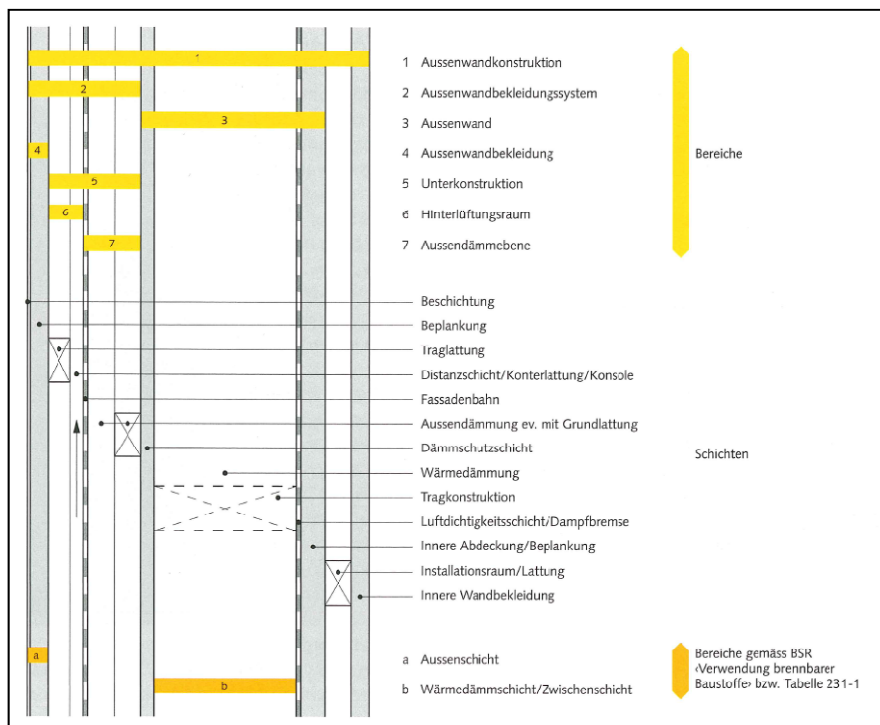 1 Aussenwandkonstruktion
2 Aussenwandbekleidungssystem
3 Aussenwand
4 Aussenwandbekleidung
5 Unterkonstruktion
6 Hinterlüftungsraum
7 Aussendämmebene
Bereiche
1
2
3
4
5
6
7
Beschichtung
Beplankung
Traglattung
Distanzschicht/Konterlattung/Konsole
Fassadenbahn
Aussendämmung ev. mit Grundlattung
Dämmschutzschicht
Wärmedämmung
Tragkonstruktion
Luftdichtigkeitsschicht/Dampfbremse
Innere Abdeckung/Beplankung
Installationsraum/Lattung
Innere Wandbekleidung
Schichten
a
b
a Aussenschicht
b Wärmedämmschicht/Zwischenschicht
Bereiche gemäss BSR
‹Verwendung brennbarer
Baustoffe› bzw. Tabelle 231-1